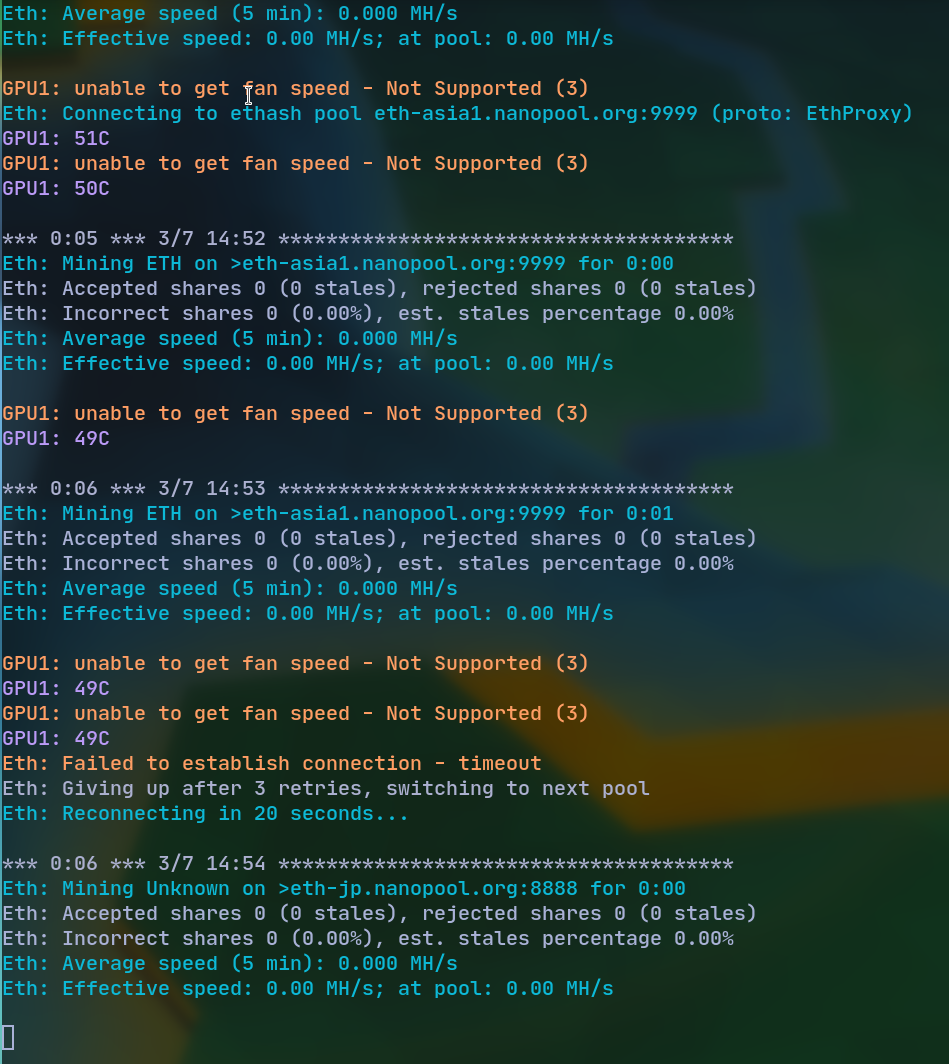 Eth: Average speed (5 min): 0.000 MH/s
Eth: Effective speed: 0.00 MH/s; at pool: 0.00 MH/s
GPU1: unable to get fan speed - Not Supported (3)
Eth: Connecting to ethash pool eth-asia1.nanopool.org:9999 (proto: EthProxy)
GPU1: 51C
GPU1: unable to get fan speed - Not Supported (3)
GPU1: 50C
*** 0:05 *** 3/7 14:52 **************************************
Eth: Mining ETH on >eth-asia1.nanopool.org:9999 for 0:00
Eth: Accepted shares 0 (0 stales), rejected shares 0 (0 stales)
Eth: Incorrect shares 0 (0.00%), est. stales percentage 0.00%
Eth: Average speed (5 min): 0.000 MH/s
Eth: Effective speed: 0.00 MH/s; at pool: 0.00 MH/s
GPU1: unable to get fan speed - Not Supported (3)
GPU1: 49C
*** 0:06 *** 3/7 14:53 **************************************
Eth: Mining ETH on >eth-asia1.nanopool.org:9999 for 0:01
Eth: Accepted shares 0 (0 stales), rejected shares 0 (0 stales)
Eth: Incorrect shares 0 (0.00%), est. stales percentage 0.00%
Eth: Average speed (5 min): 0.000 MH/s
Eth: Effective speed: 0.00 MH/s; at pool: 0.00 MH/s
GPU1: unable to get fan speed - Not Supported (3)
GPU1: 49C
GPU1: unable to get fan speed - Not Supported (3)
GPU1: 49C
Eth: Failed to establish connection - timeout
Eth: Giving up after 3 retries, switching to next pool
Eth: Reconnecting in 20 seconds...
*** 0:06 *** 3/7 14:54 **************************************
Eth: Mining Unknown on >eth-jp.nanopool.org:8888 for 0:00
Eth: Accepted shares 0 (0 stales), rejected shares 0 (0 stales)
Eth: Incorrect shares 0 (0.00%), est. stales percentage 0.00%
Eth: Average speed (5 min): 0.000 MH/s
Eth: Effective speed: 0.00 MH/s; at pool: 0.00 MH/s